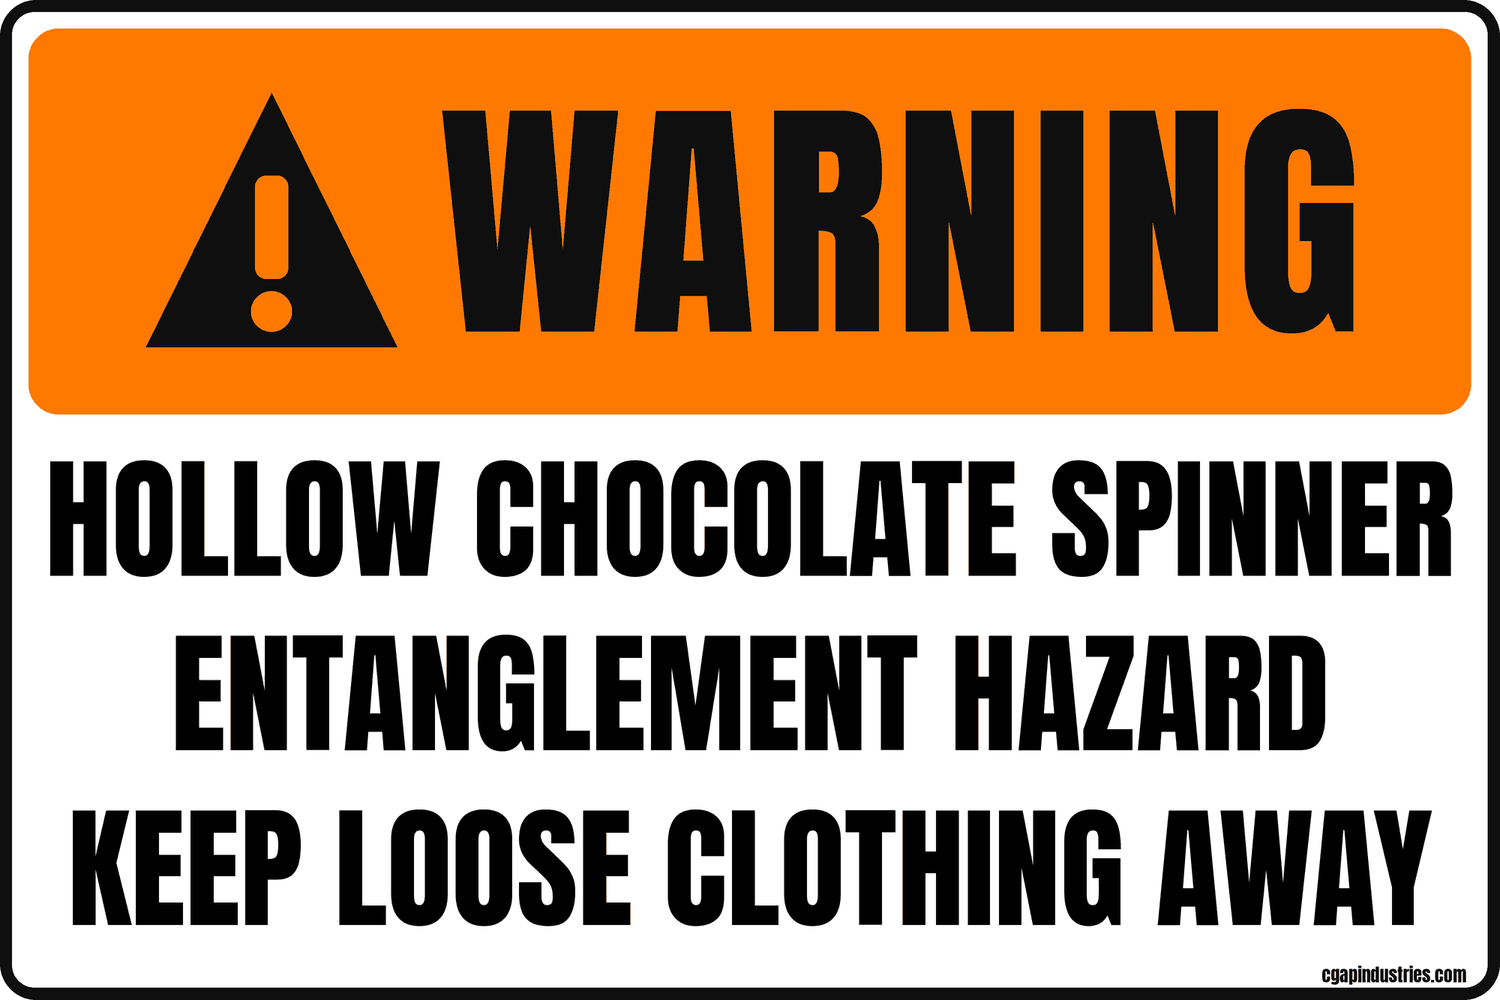 WARNING
HOLLOW CHOCOLATE SPINNER
ENTANGLEMENT HAZARD
KEEP LOOSE CLOTHING AWAY
cgapindustries.com